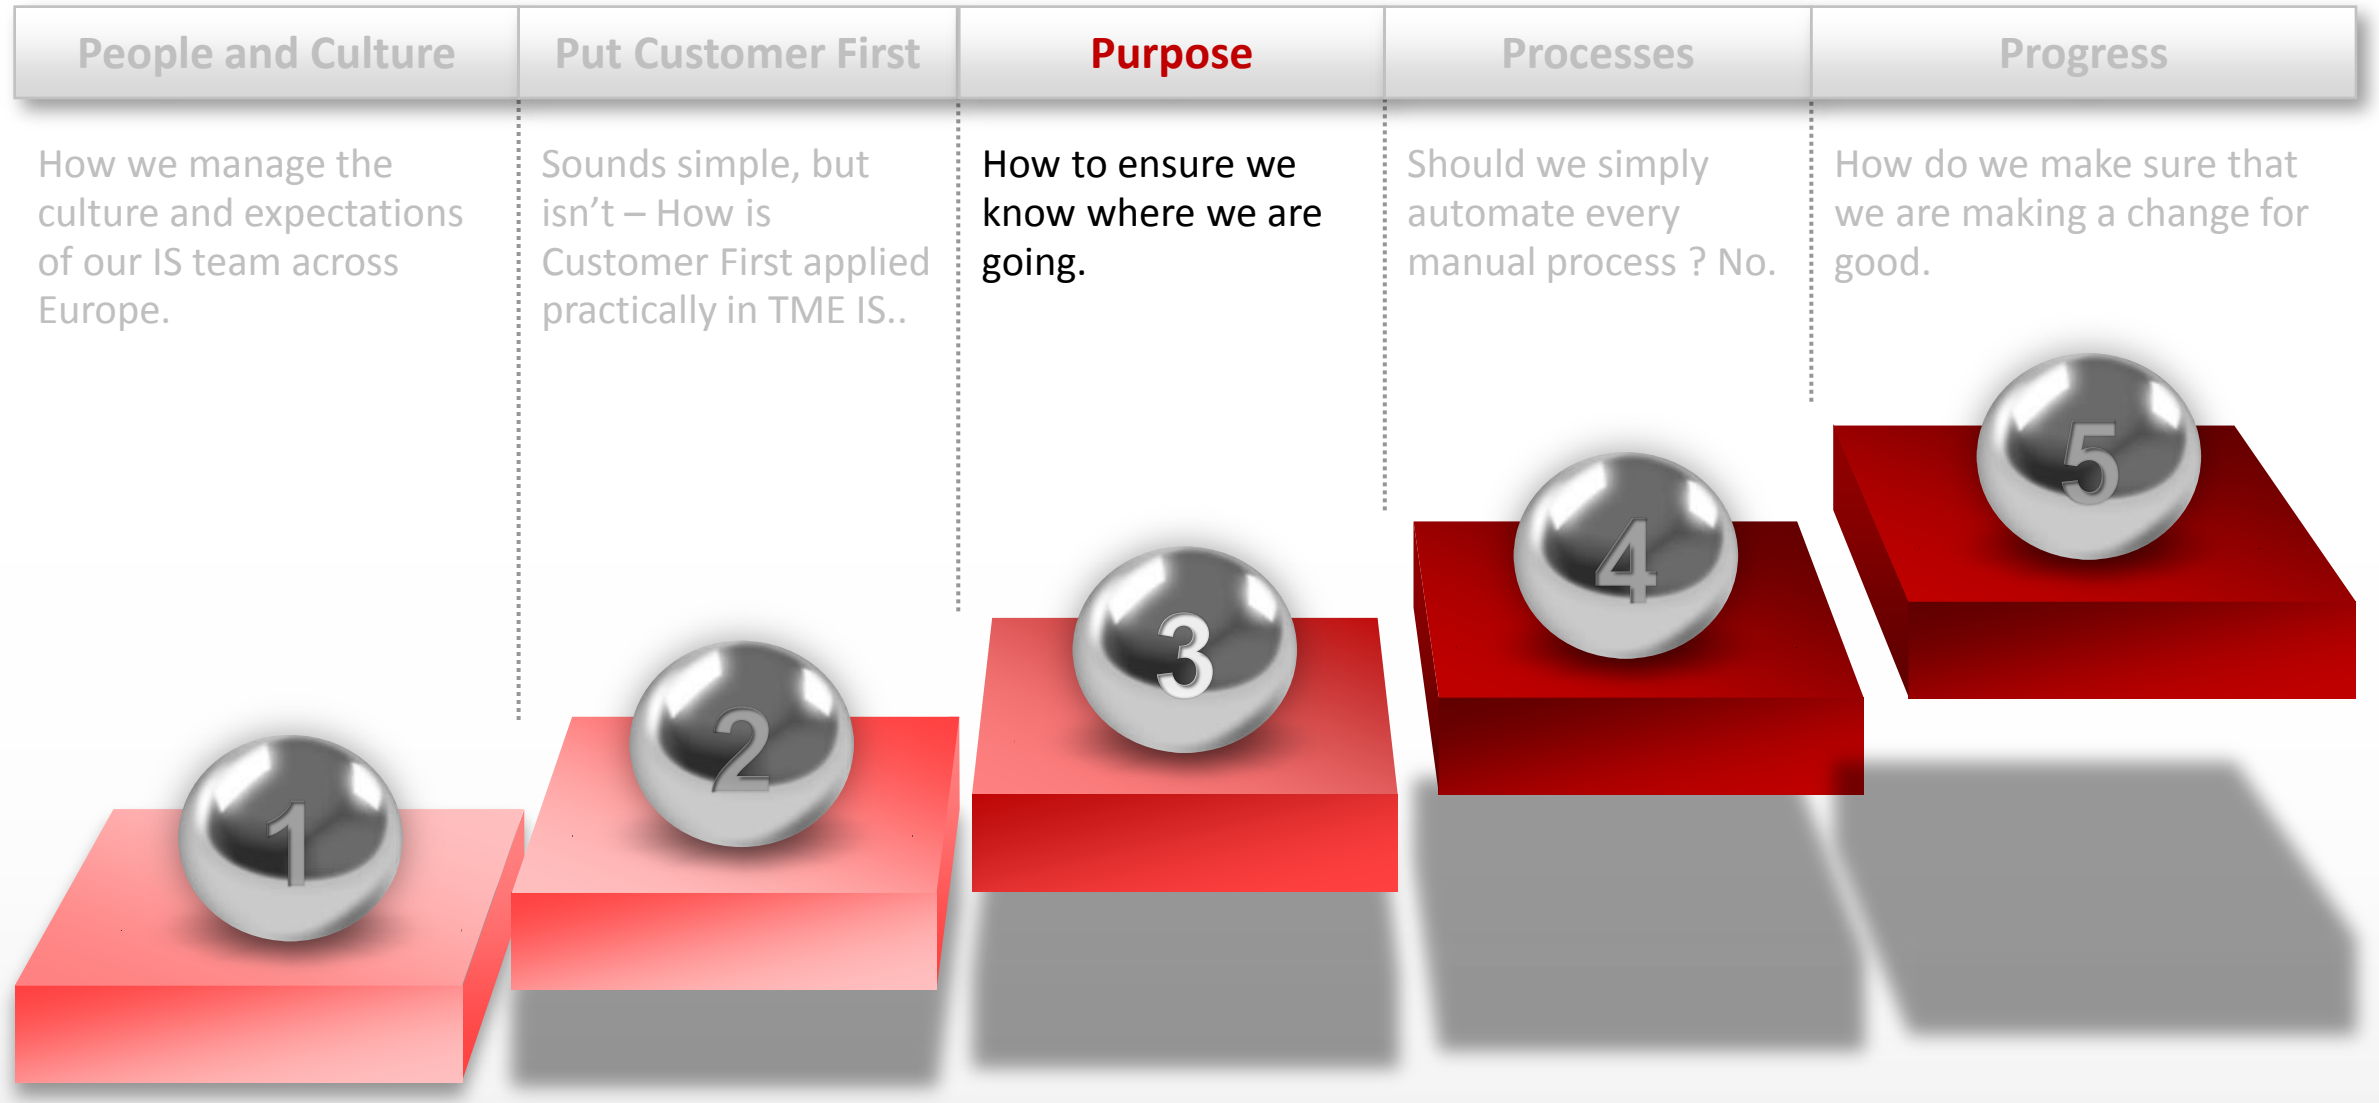 People and Culture
Put Customer First
Purpose
Processes
Progress
How we manage the
culture and expectations
of our IS team across
Europe.
Sounds simple, but
isn’t – How is
Customer First applied
practically in TME IS..
How to ensure we
know where we are
going.
Should we simply
automate every
manual process ? No.
How do we make sure that
we are making a change for
good.
1
2
3
4
5